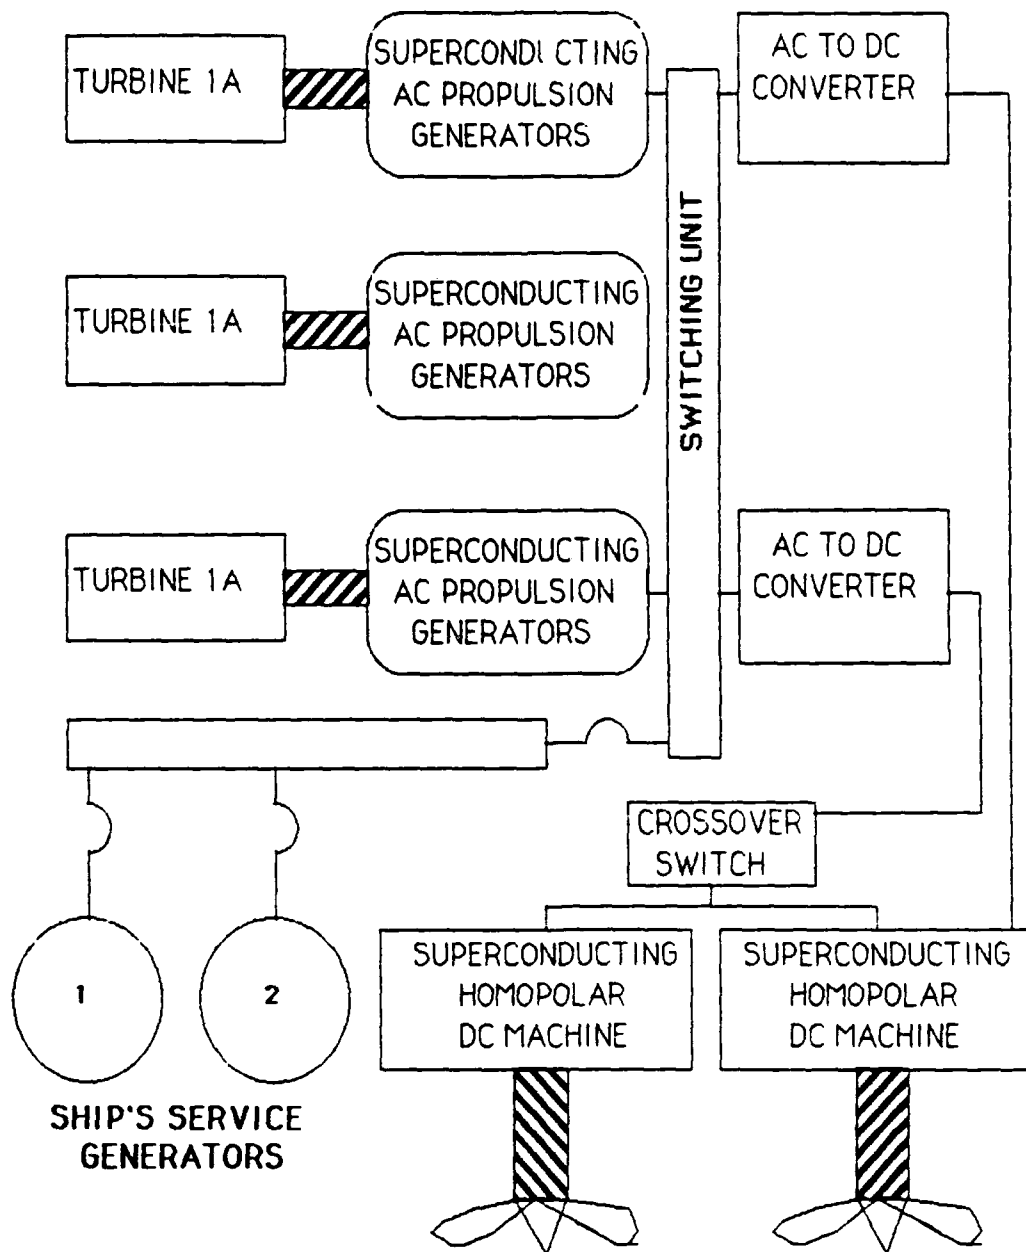 TURBINE 1A
SUPERCONDUCTING
AC PROPULSION
GENERATORS
AC TO DC
CONVERTER
TURBINE 1A
SUPERCONDUCTING
AC PROPULSION
GENERATORS
SWITCHING UNIT
TURBINE 1A
SUPERCONDUCTING
AC PROPULSION
GENERATORS
AC TO DC
CONVERTER
CROSSOVER
SWITCH
1
2
SHIP'S SERVICE
GENERATORS
SUPERCONDUCTING
HOMOPOLAR
DC MACHINE
SUPERCONDUCTING
HOMOPOLAR
DC MACHINE